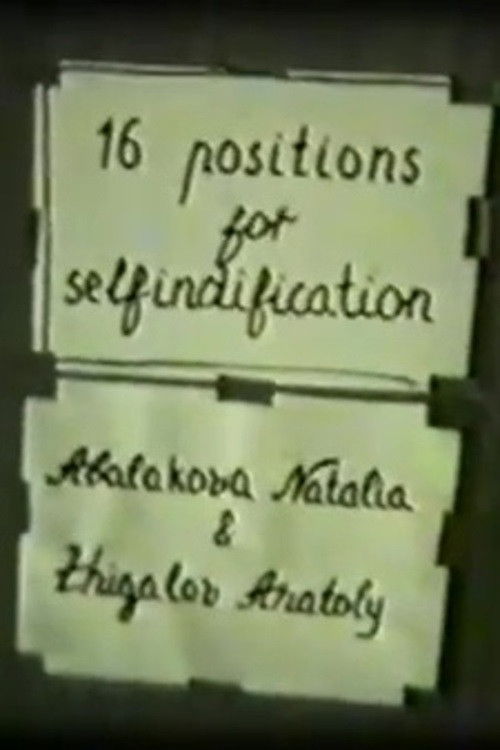 16 positions
for
selfindification
Abalakova Natalia
&
Zhigalov Anatoly